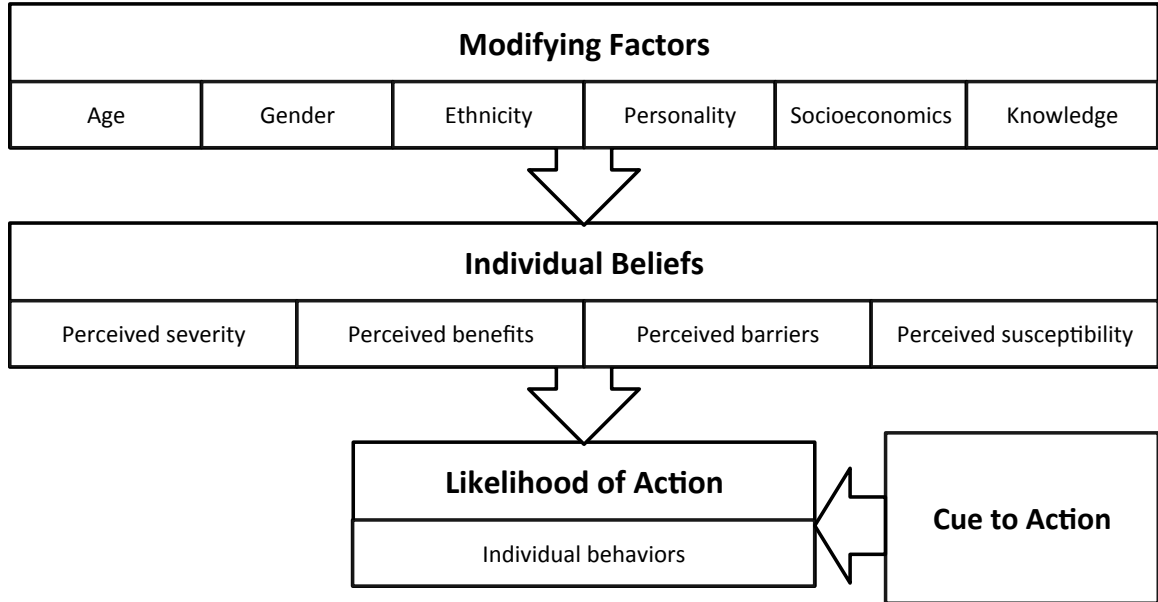 Modifying Factors
Age
Gender
Ethnicity
Personality
Socioeconomics
Knowledge
Individual Beliefs
Perceived severity
Perceived benefits
Perceived barriers
Perceived susceptibility
Likelihood of Action
Individual behaviors
Cue to Action